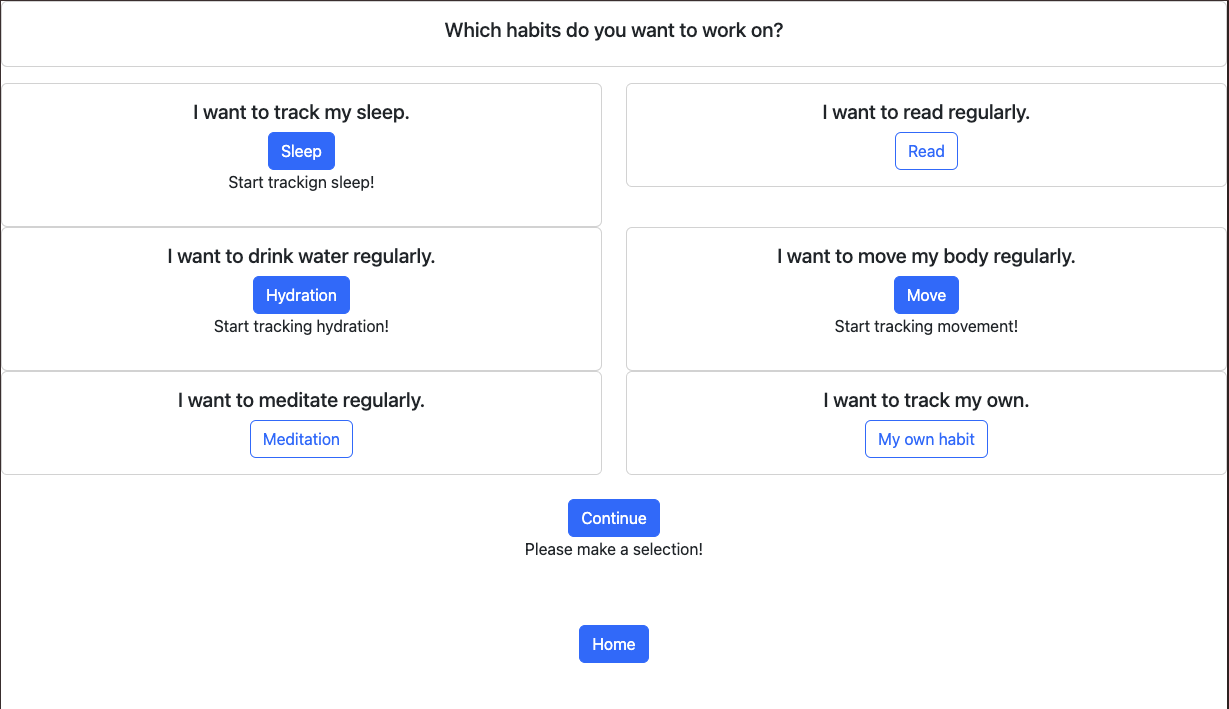 Which habits do you want to work on?
I want to track my sleep.
Sleep
Start trackign sleep!
I want to read regularly.
Read
I want to drink water regularly.
Hydration
Start tracking hydration!
I want to move my body regularly.
Move
Start tracking movement!
I want to meditate regularly.
Meditation
I want to track my own.
My own habit
Continue
Please make a selection!
Home